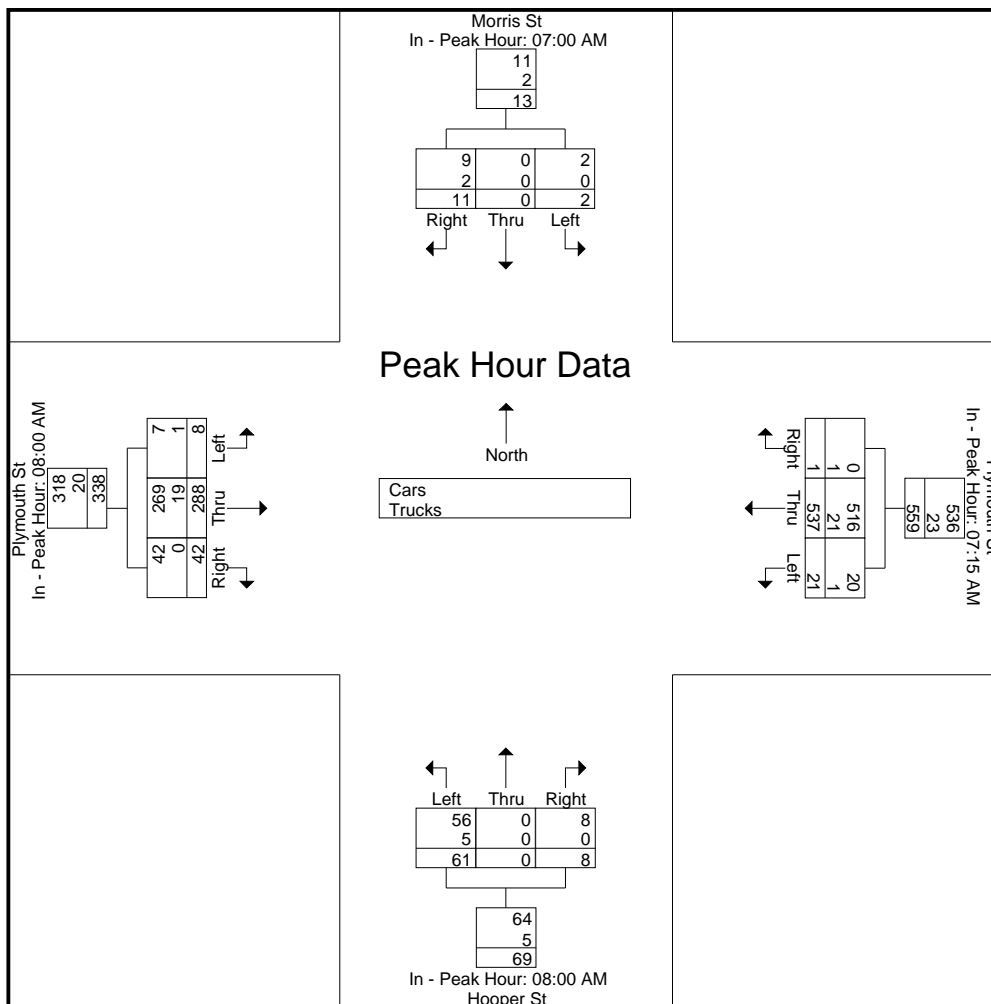 Morris St
In - Peak Hour: 07:00 AM
11
2
13
9 0 2
2 0 0
11 0 2
Right Thru Left
Peak Hour Data
North
Cars
Trucks
Plymouth St
In - Peak Hour: 08:00 AM
318
20
338
7 1 8
Left
269 19 288
Thru
42 0 42
Right
Right
1 1 0
Thru
537 21 516
Left
21 1 20
536
23
559
Plymouth St
In - Peak Hour: 07:15 AM
Left Thru Right
56 0 8
5 0 0
61 0 8
64
5
69
In - Peak Hour: 08:00 AM
Hooper St